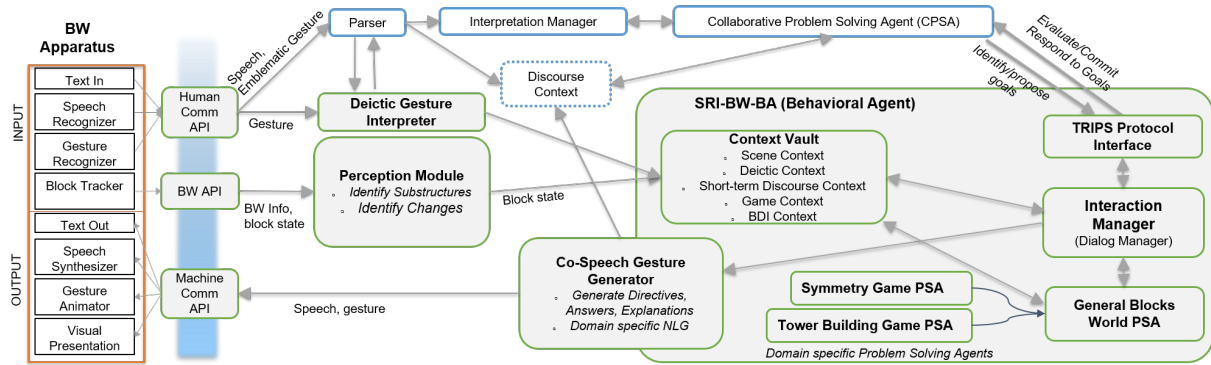 BW
Apparatus
INPUT
Text In
Speech
Recognizer
Gesture
Recognizer
Block Tracker
OUTPUT
Text Out
Speech
Synthesizer
Gesture
Animator
Visual
Presentation
Human
Comm
API
BW API
Machine
Comm
API
Speech,
Emblematic Gesture
Gesture
BW Info,
block state
Speech, gesture
Parser
Interpretation Manager
Collaborative Problem Solving Agent (CPSA)
Discourse
Context
Deictic Gesture
Interpreter
Perception Module
▫ Identify Substructures
▫ Identify Changes
Block state
Evaluate/Commit
Respond to Goals
Identify/propose
goals
SRI-BW-BA (Behavioral Agent)
Context Vault
▫ Scene Context
▫ Deictic Context
▫ Short-term Discourse Context
▫ Game Context
▫ BDI Context
TRIPS Protocol
Interface
Interaction
Manager
(Dialog Manager)
Co-Speech Gesture
Generator
▫ Generate Directives,
Answers, Explanations
▫ Domain specific NLG
Symmetry Game PSA
Tower Building Game PSA
General Blocks
World PSA
Domain specific Problem Solving Agents